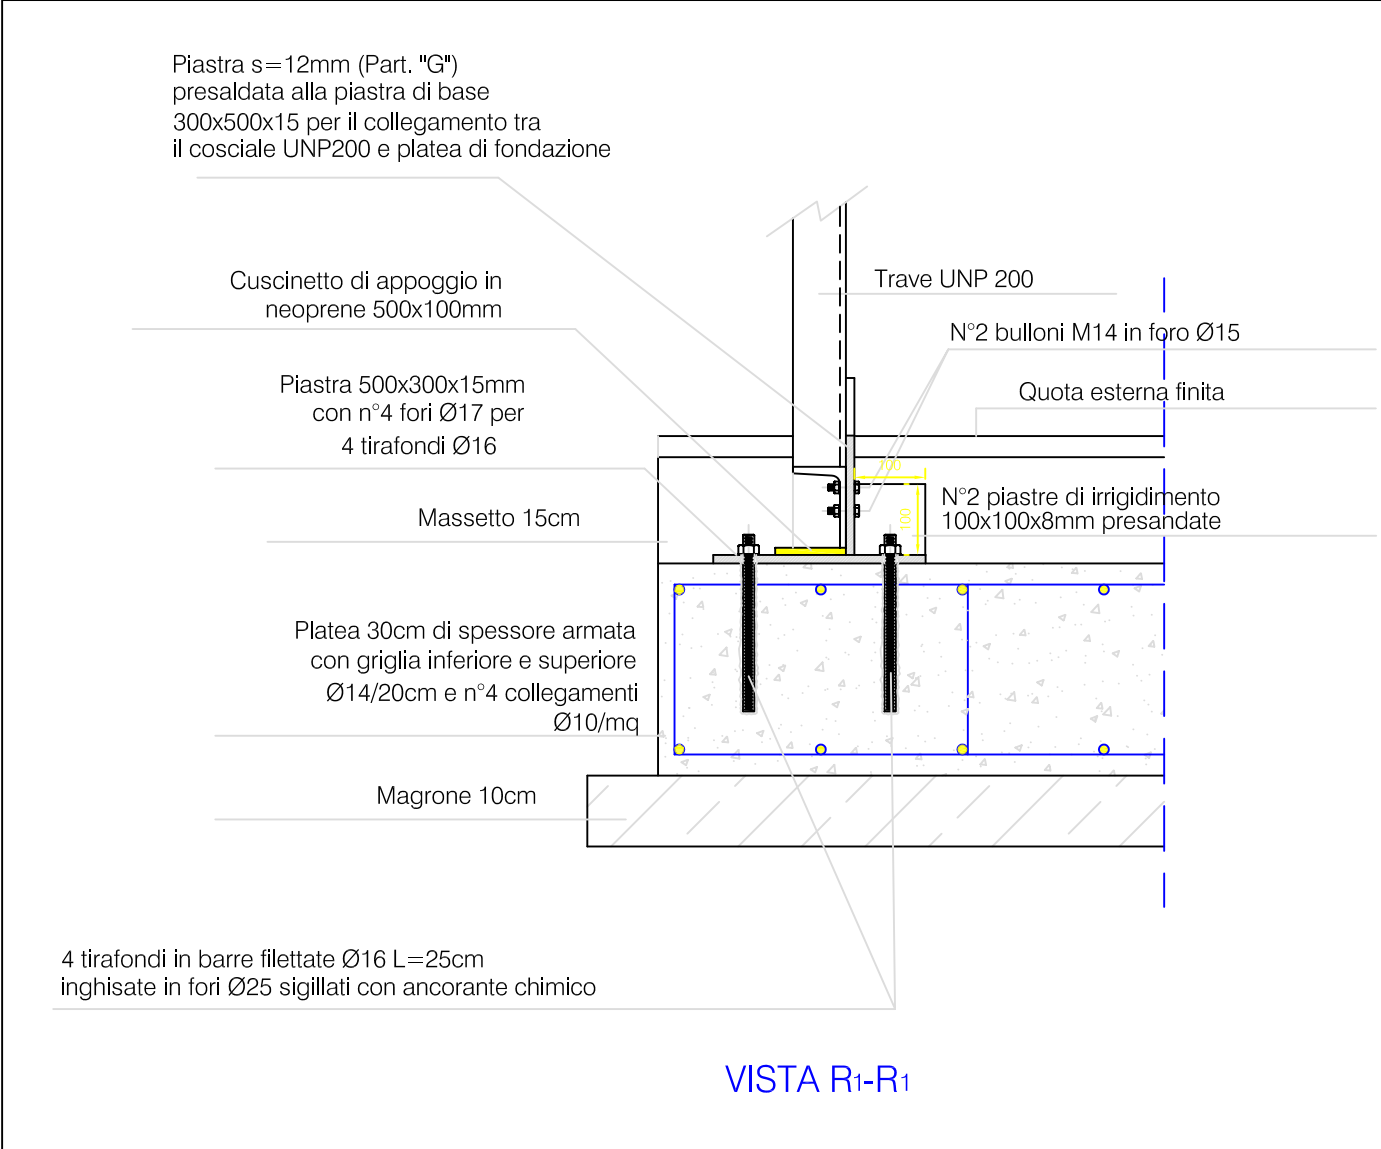 Piastra s=12mm (Part. "G")
presaldata alla piastra di base
300x500x15 per il collegamento tra
il cosciale UNP200 e platea di fondazione
Cuscinetto di appoggio in
neoprene 500x100mm
Trave UNP 200
N°2 bulloni M14 in foro Ø15
Piastra 500x300x15mm
con n°4 fori Ø17 per
4 tirafondi Ø16
Quota esterna finita
100
100
N°2 piastre di irrigidimento
100x100x8mm presandate
Massetto 15cm
Platea 30cm di spessore armata
con griglia inferiore e superiore
Ø14/20cm e n°4 collegamenti
Ø10/mq
Magrone 10cm
4 tirafondi in barre filettate Ø16 L=25cm
inghisate in fori Ø25 sigillati con ancorante chimico
VISTA R1-R1